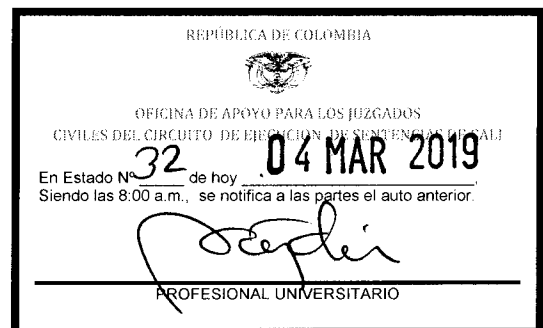 REPÚBLICA DE COLOMBIA
OFICINA DE APOYO PARA LOS JUZGADOS
CIVILES DEL CIRCUITO DE EJECUCIÓN DE SENTENCIAS DE CALI
En Estado Nº 32 de hoy 04 MAR 2019,
Siendo las 8:00 a.m., se notifica a las partes el auto anterior.
PROFESIONAL UNIVERSITARIO